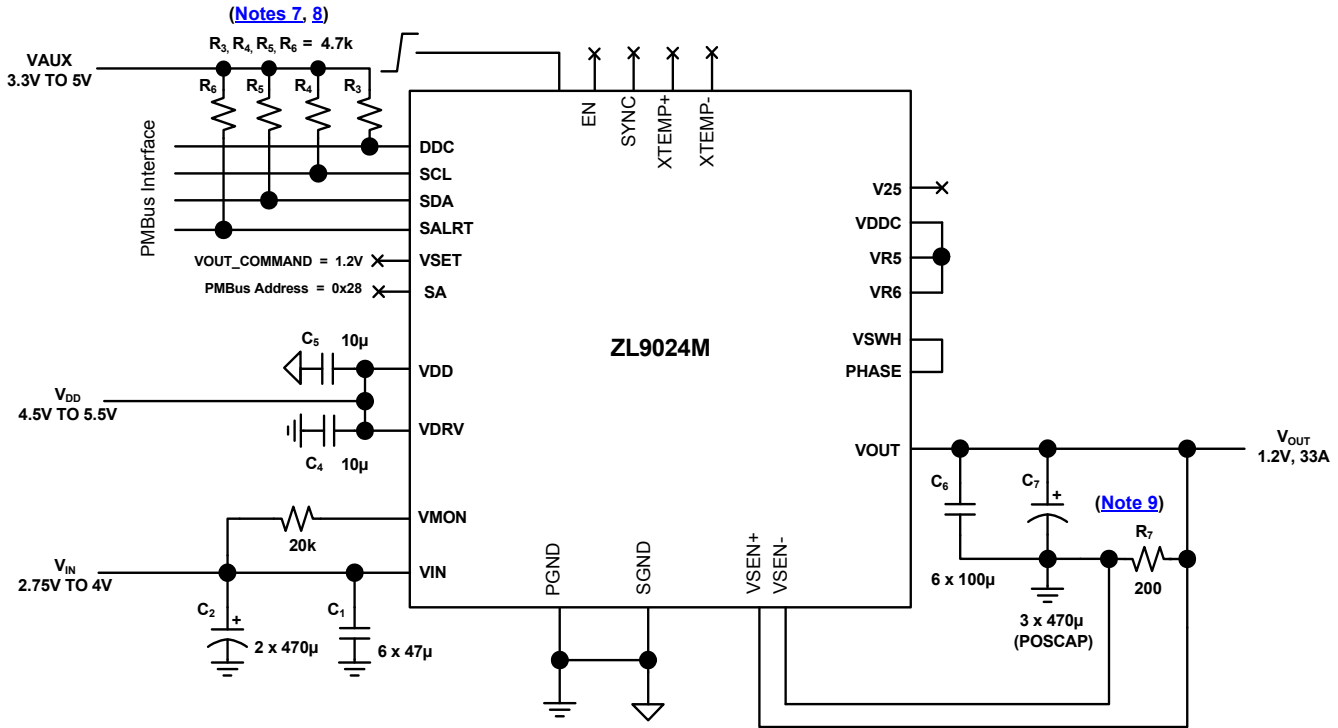 (Notes 7, 8)
R3, R4, R5, R6 = 4.7k
VAUX
3.3V TO 5V
R6
R5
R4
R3
PMBus Interface
DDC
SCL
SDA
SALRT
VOUT_COMMAND = 1.2V
VSET
PMBus Address = 0x28
SA
EN
SYNC
XTEMP+
XTEMP-
V25
VDDC
VR5
VR6
VSWH
PHASE
ZL9024M
C5
10µ
VDD
VDD
4.5V TO 5.5V
VDRV
C4
10µ
VOUT
VOUT
1.2V, 33A
C6
C7
+
(Note 9)
R7
200
6 x 100µ
3 x 470µ
(POSCAP)
VMON
20k
VIN
2.75V TO 4V
VIN
C2
+
2 x 470µ
C1
6 x 47µ
PGND
SGND
VSEN+
VSEN-